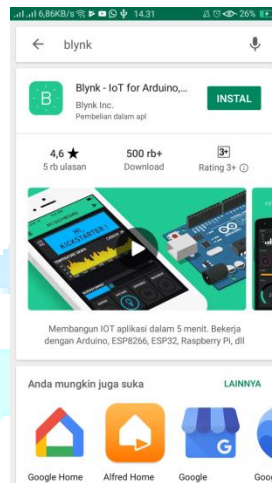 6,86KB/s 14.31 26%
blynk
B
Blynk - IoT for Arduino,...
Blynk Inc.
Pembelian dalam apl
INSTAL
4,6 ★ 500 rb+ 3+
5 rb ulasan Download Rating 3+
HI,
KICKSTARTER!
Membangun IOT aplikasi dalam 5 menit. Bekerja
dengan Arduino, ESP8266, ESP32, Raspberry Pi, dll
Anda mungkin juga suka LAINNYA
G
Google Home Alfred Home Google Goo